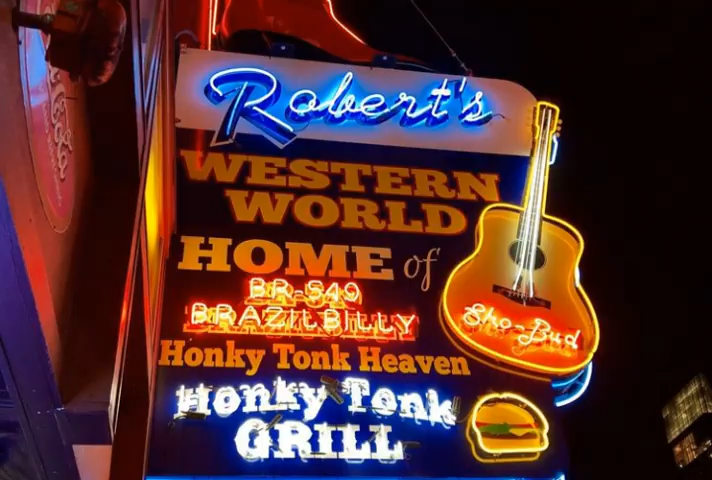 Robert's
WESTERN
WORLD
HOME of
BR-549
BRAZILBILLY
Honky Tonk Heaven
Honky Tonk
GRILL
Sho-Bud